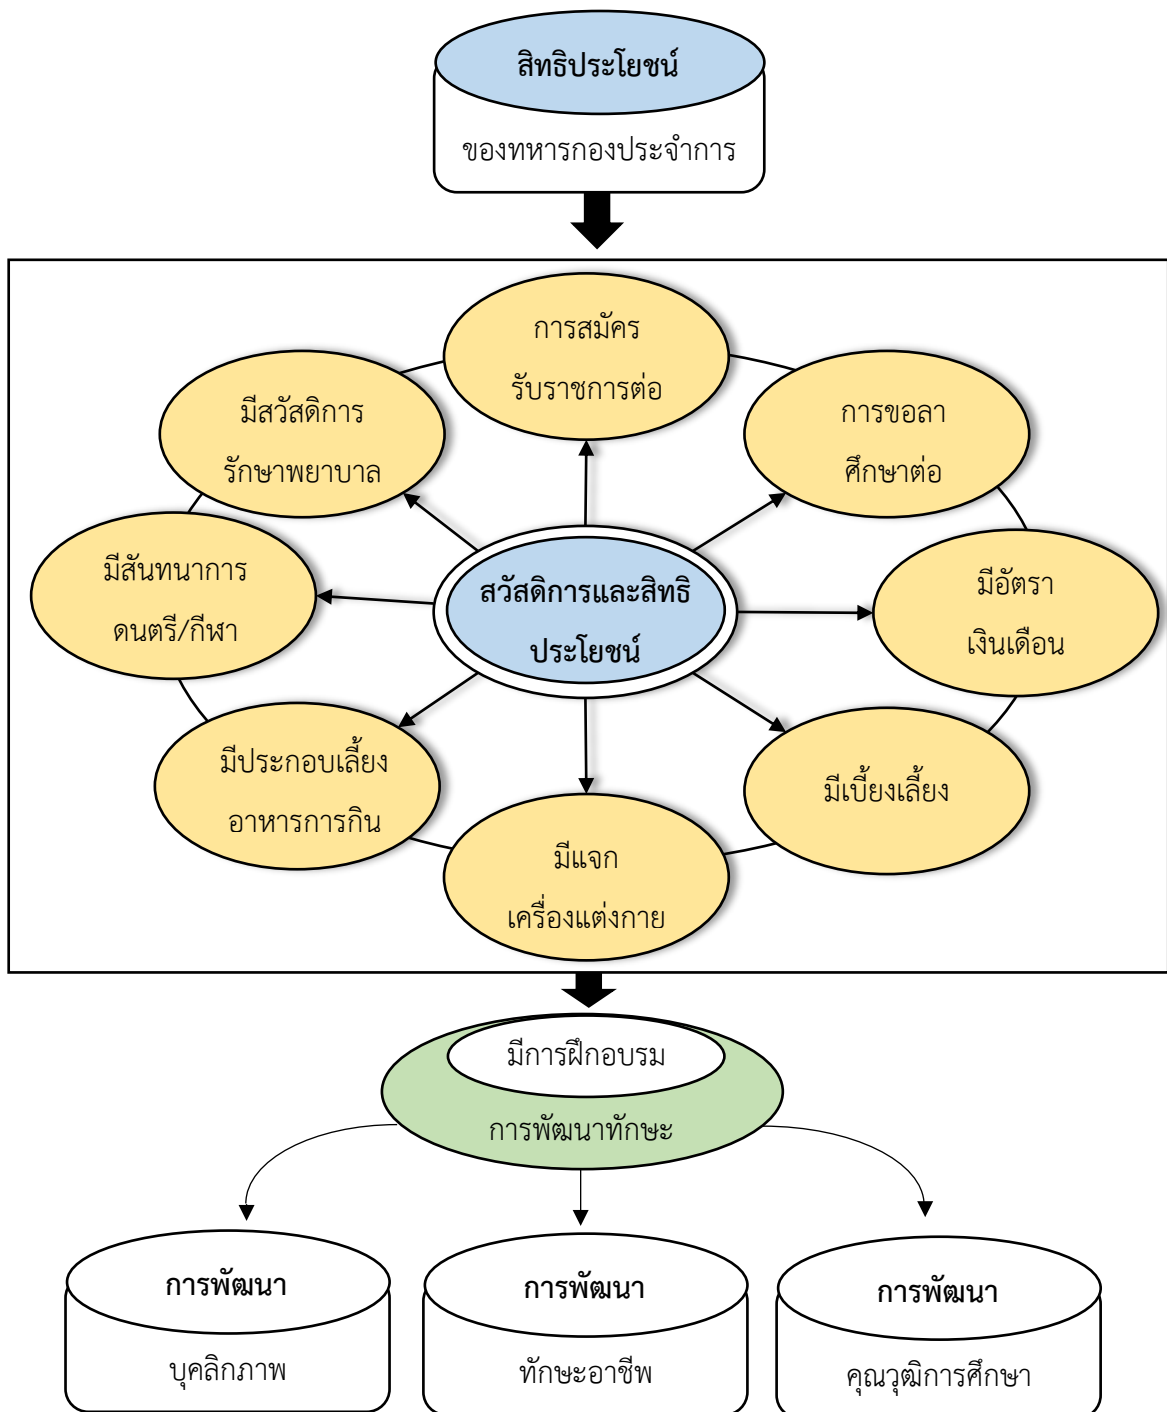 สิทธิประโยชน์
ของทหารกองประจำการ
การสมัคร
รับราชการต่อ
มีสวัสดิการ
รักษาพยาบาล
การขอลา
ศึกษาต่อ
มีสันทนาการ
ดนตรี/กีฬา
สวัสดิการและสิทธิ
ประโยชน์
มีอัตรา
เงินเดือน
มีประกอบเลี้ยง
อาหารการกิน
มีเบี้ยงเลี้ยง
มีแจก
เครื่องแต่งกาย
มีการฝึกอบรม
การพัฒนาทักษะ
การพัฒนา
บุคลิกภาพ
การพัฒนา
ทักษะอาชีพ
การพัฒนา
คุณวุฒิการศึกษา